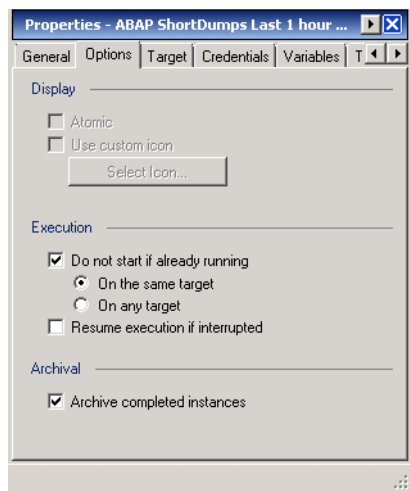 Properties - ABAP ShortDumps Last 1 hour ...
General Options Target Credentials Variables T
Display
Atomic
Use custom icon
Select Icon...
Execution
Do not start if already running
On the same target
On any target
Resume execution if interrupted
Archival
Archive completed instances